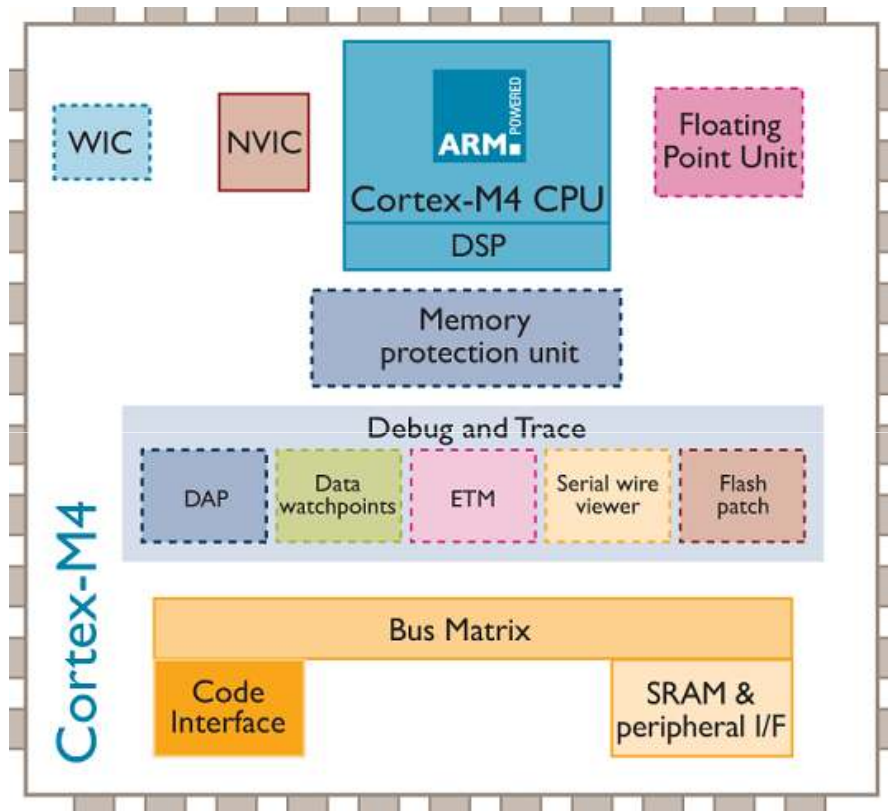 WIC
NVIC
ARM
POWERED
Cortex-M4 CPU
DSP
Floating
Point Unit
Memory
protection unit
Debug and Trace
DAP
Data
watchpoints
ETM
Serial wire
viewer
Flash
patch
Cortex-M4
Bus Matrix
Code
Interface
SRAM &
peripheral I/F